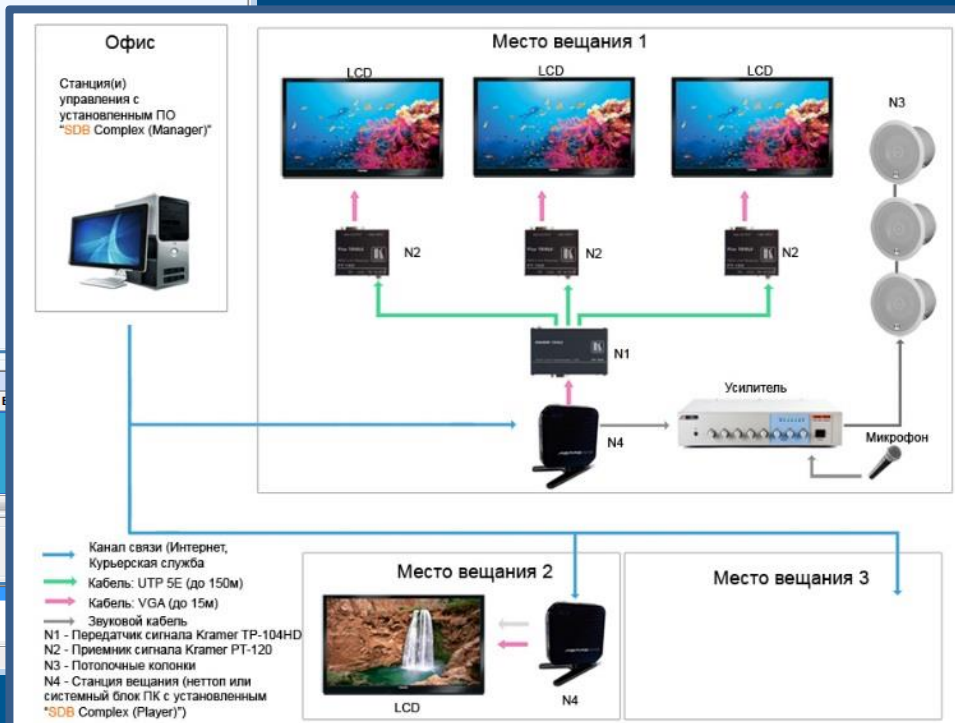 Офис
Станция(и)
управления с
установленным ПО
"SDB Complex (Manager)"
Место вещания 1
LCD
LCD
LCD
N3
N2
N2
N2
N1
N4
Усилитель
Микрофон
Канал связи (Интернет,
Курьерская служба
Кабель: UTP 5E (до 150м)
Кабель: VGA (до 15м)
Звуковой кабель
N1 - Передатчик сигнала Kramer TP-104HD
N2 - Приемник сигнала Kramer PT-120
N3 - Потолочные колонки
N4 - Станция вещания (неттоп или
системный блок ПК с установленным
"SDB Complex (Player)")
Место вещания 2
LCD
N4
Место вещания 3